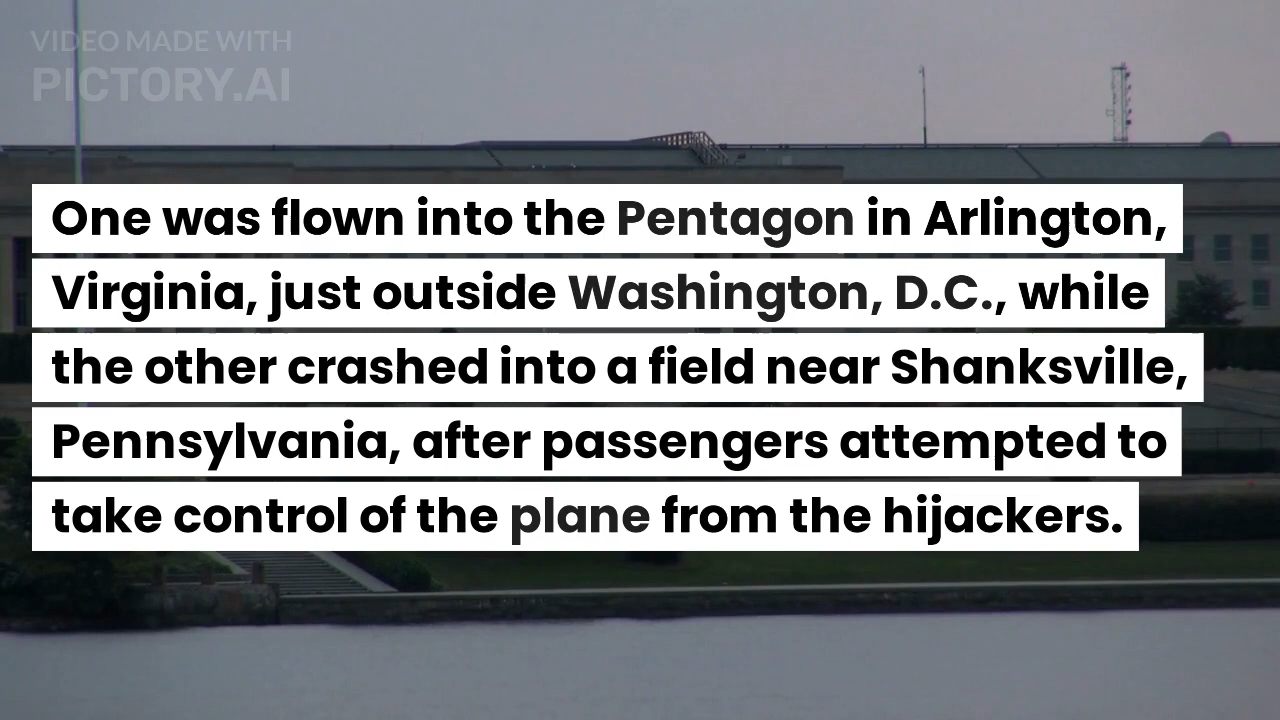 VIDEO MADE WITH
PICTORY.AI
One was flown into the Pentagon in Arlington,
Virginia, just outside Washington, D.C., while
the other crashed into a field near Shanksville,
Pennsylvania, after passengers attempted to
take control of the plane from the hijackers.